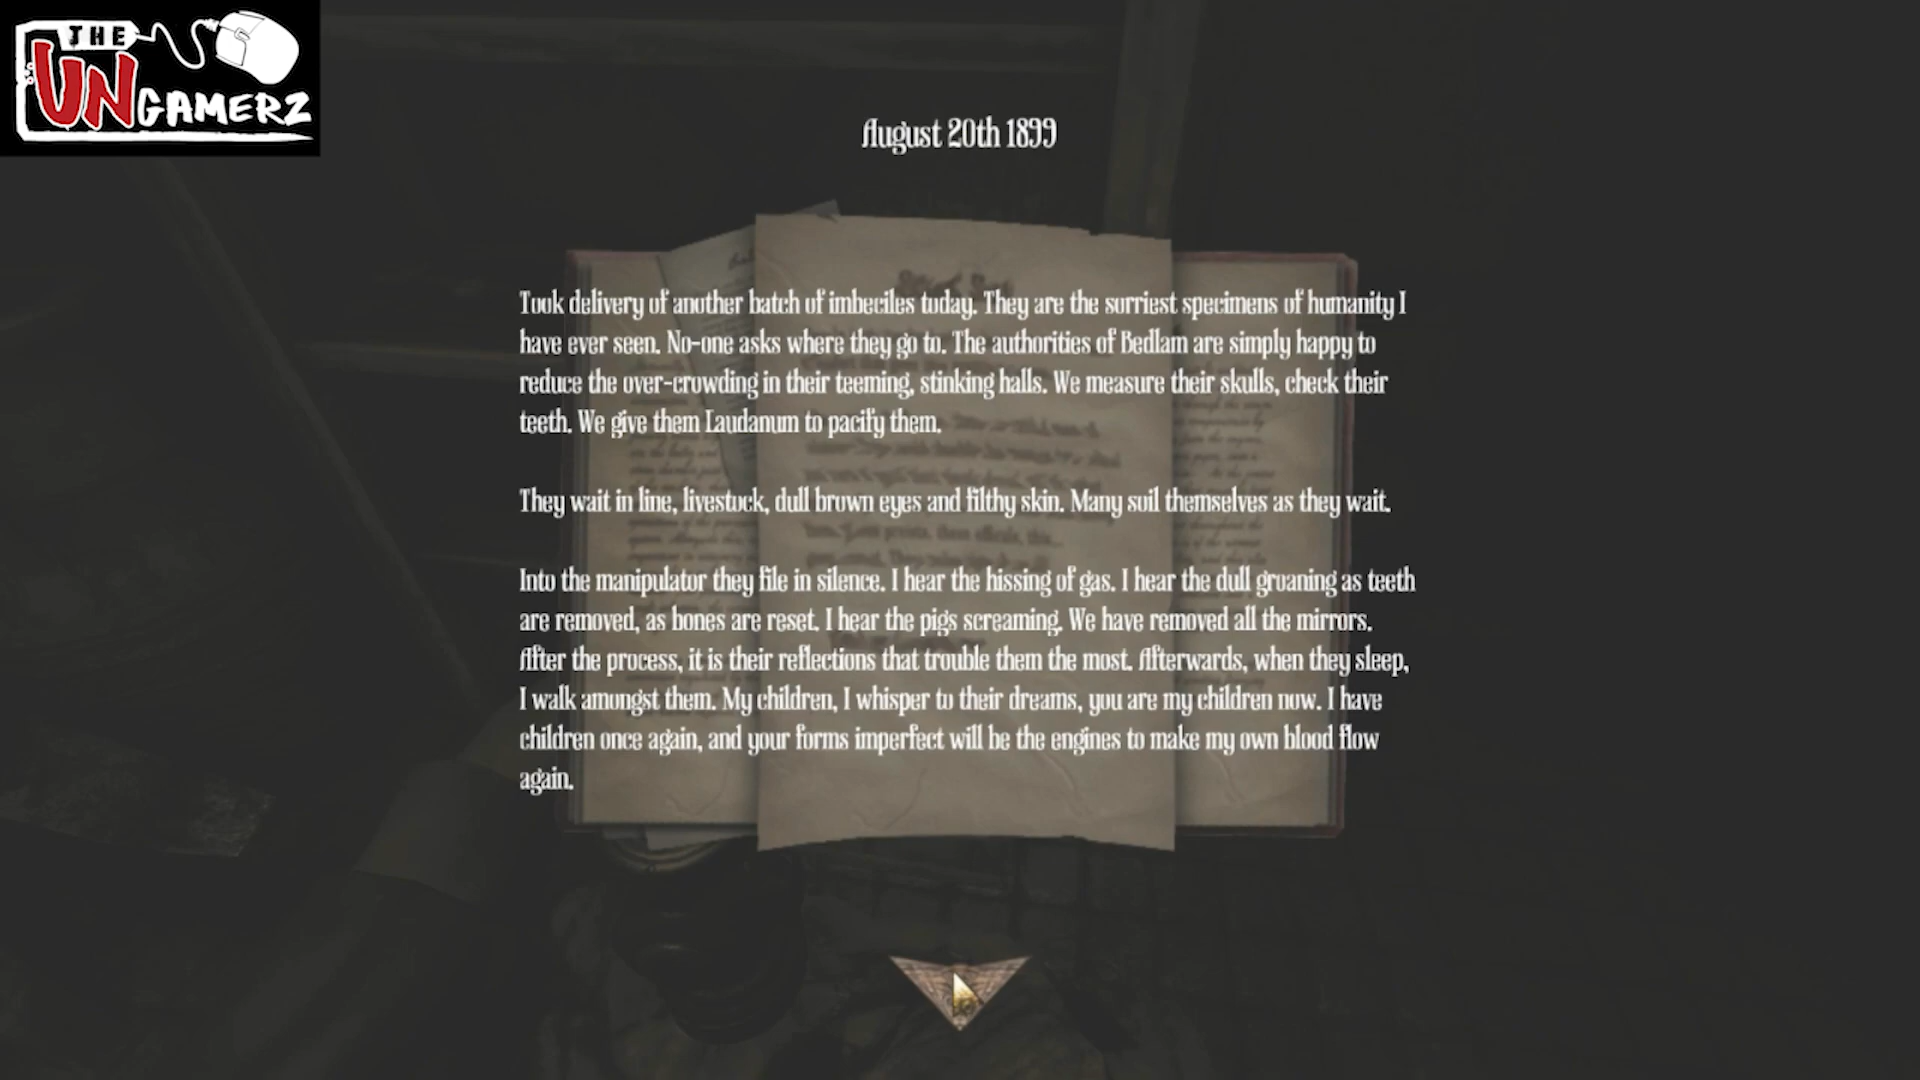 THE
UNGAMERZ
August 20th 1899
Took delivery of another batch of imbeciles today. They are the sorriest specimens of humanity I
have ever seen. No-one asks where they go to. The authorities of Bedlam are simply happy to
reduce the over-crowding in their teeming, stinking halls. We measure their skulls, check their
teeth. We give them Laudanum to pacify them.
They wait in line, livestock, dull brown eyes and filthy skin. Many soil themselves as they wait.
Into the manipulator they file in silence. I hear the hissing of gas. I hear the dull groaning as teeth
are removed, as bones are reset. I hear the pigs screaming. We have removed all the mirrors.
After the process, it is their reflections that trouble them the most. Afterwards, when they sleep,
I walk amongst them. My children, I whisper to their dreams, you are my children now. I have
children once again, and your forms imperfect will be the engines to make my own blood flow
again.